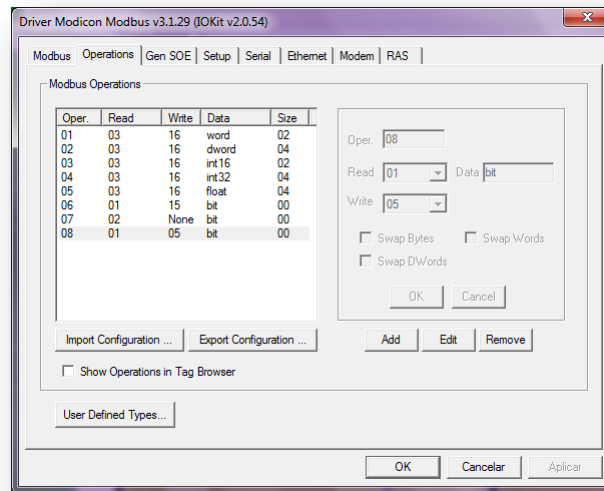 Driver Modicon Modbus v3.1.29 (IOKit v2.0.54)
Modbus Operations Gen SOE Setup Serial Ethernet Modem RAS
Modbus Operations
Oper. Read Write Data Size
01 03 16 word 02
02 03 16 dword 04
03 03 16 int16 02
04 03 16 int32 04
05 03 16 float 04
06 01 15 bit 00
07 02 None bit 00
08 01 05 bit 00
Oper. 08
Read 01 Data bit
Write 05
Swap Bytes Swap Words
Swap DWords
OK Cancel
Import Configuration ... Export Configuration ... Add Edit Remove
Show Operations in Tag Browser
User Defined Types...
OK Cancelar Aplicar